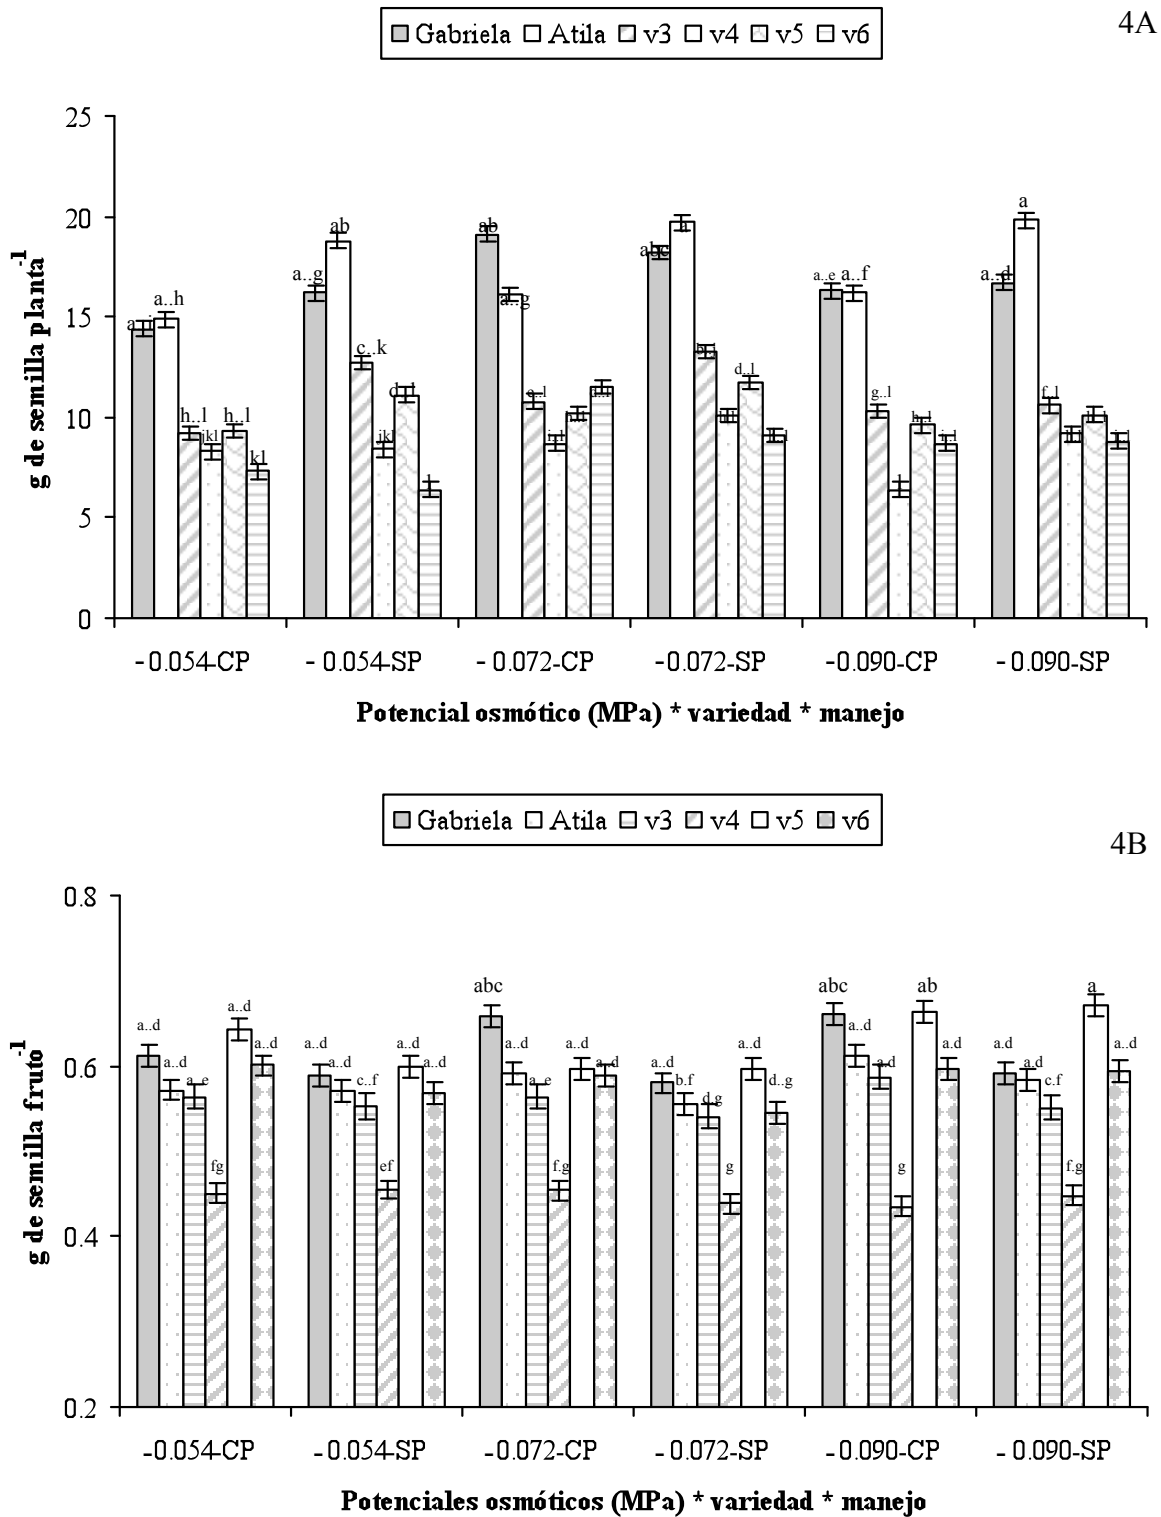 4A
Gabriela Atila v3 v4 v5 v6
25
20
15
10
5
0
g de semilla planta-1
a..h h..l jkl h..l kl
a..g ab c..k jkl l
ab a..g
abc a d..l
a..e a..f g..l l h..l
a..d a f..l
-0.054-CP -0.054-SP -0.072-CP -0.072-SP -0.090-CP -0.090-SP
Potencial osmótico (MPa) * variedad * manejo
Gabriela Atila v3 v4 v5 v6
4B
0.8
0.6
0.4
0.2
g de semilla fruto-1
a..d a..d a..e fg a..d a..d
a..d a..d c..f ef a..d a..d
abc a..d a..e f.g a..d a..d
a..d b.f d.g g a..d d..g
abc a..d a.d g ab a.d
a.d a.d c.f f.g a a..d
-0.054-CP -0.054-SP -0.072-CP -0.072-SP -0.090-CP -0.090-SP
Potenciales osmóticos (MPa) * variedad * manejo